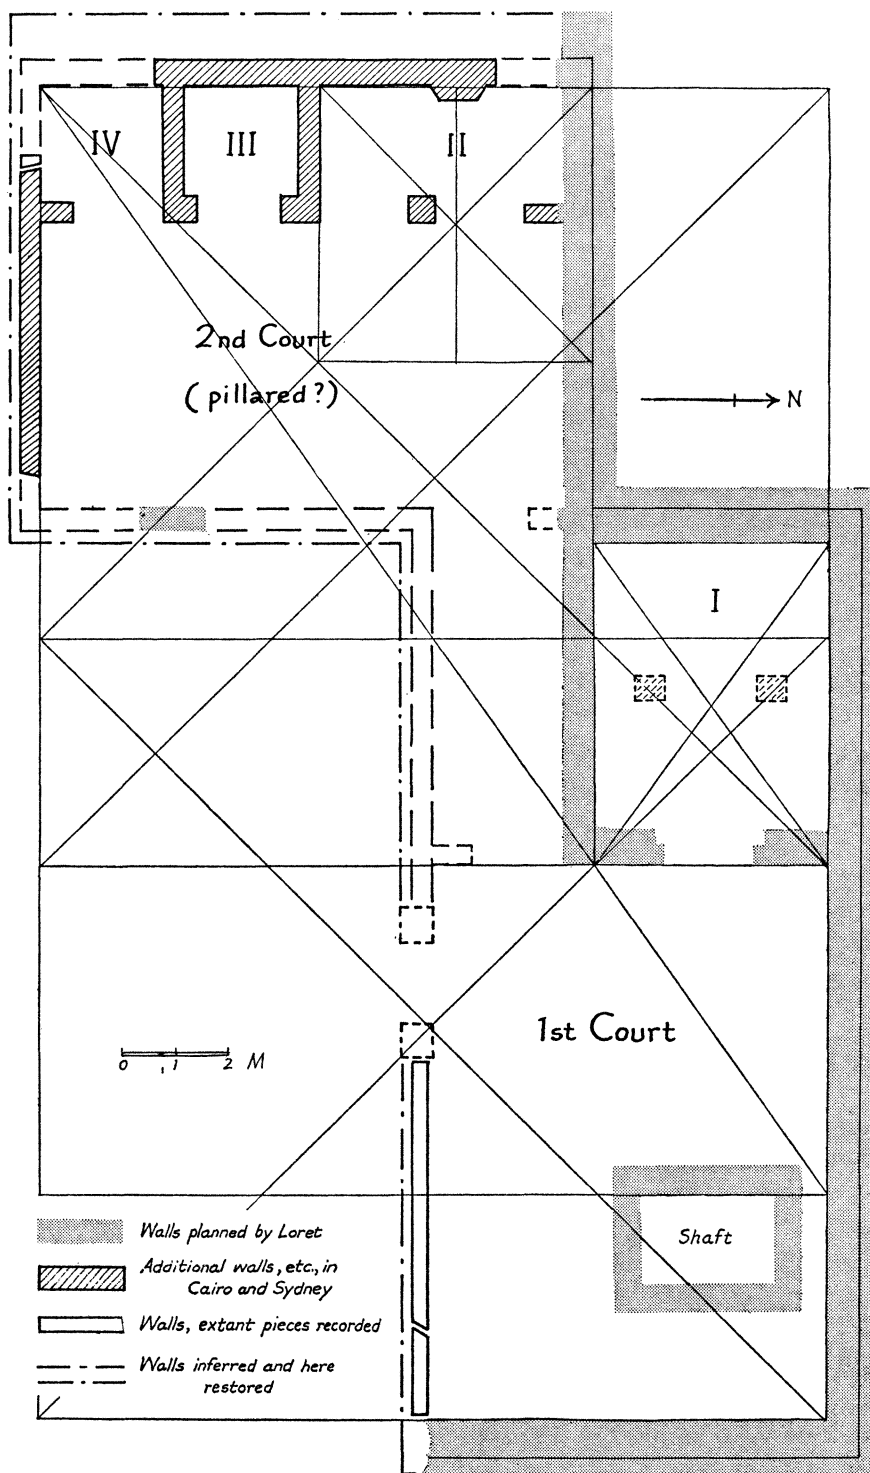 IV
III
II
2nd Court
(pillared?)
N
I
1st Court
0 1 2 M
Shaft
Walls planned by Loret
Additional walls, etc., in
Cairo and Sydney
Walls, extant pieces recorded
Walls inferred and here
restored